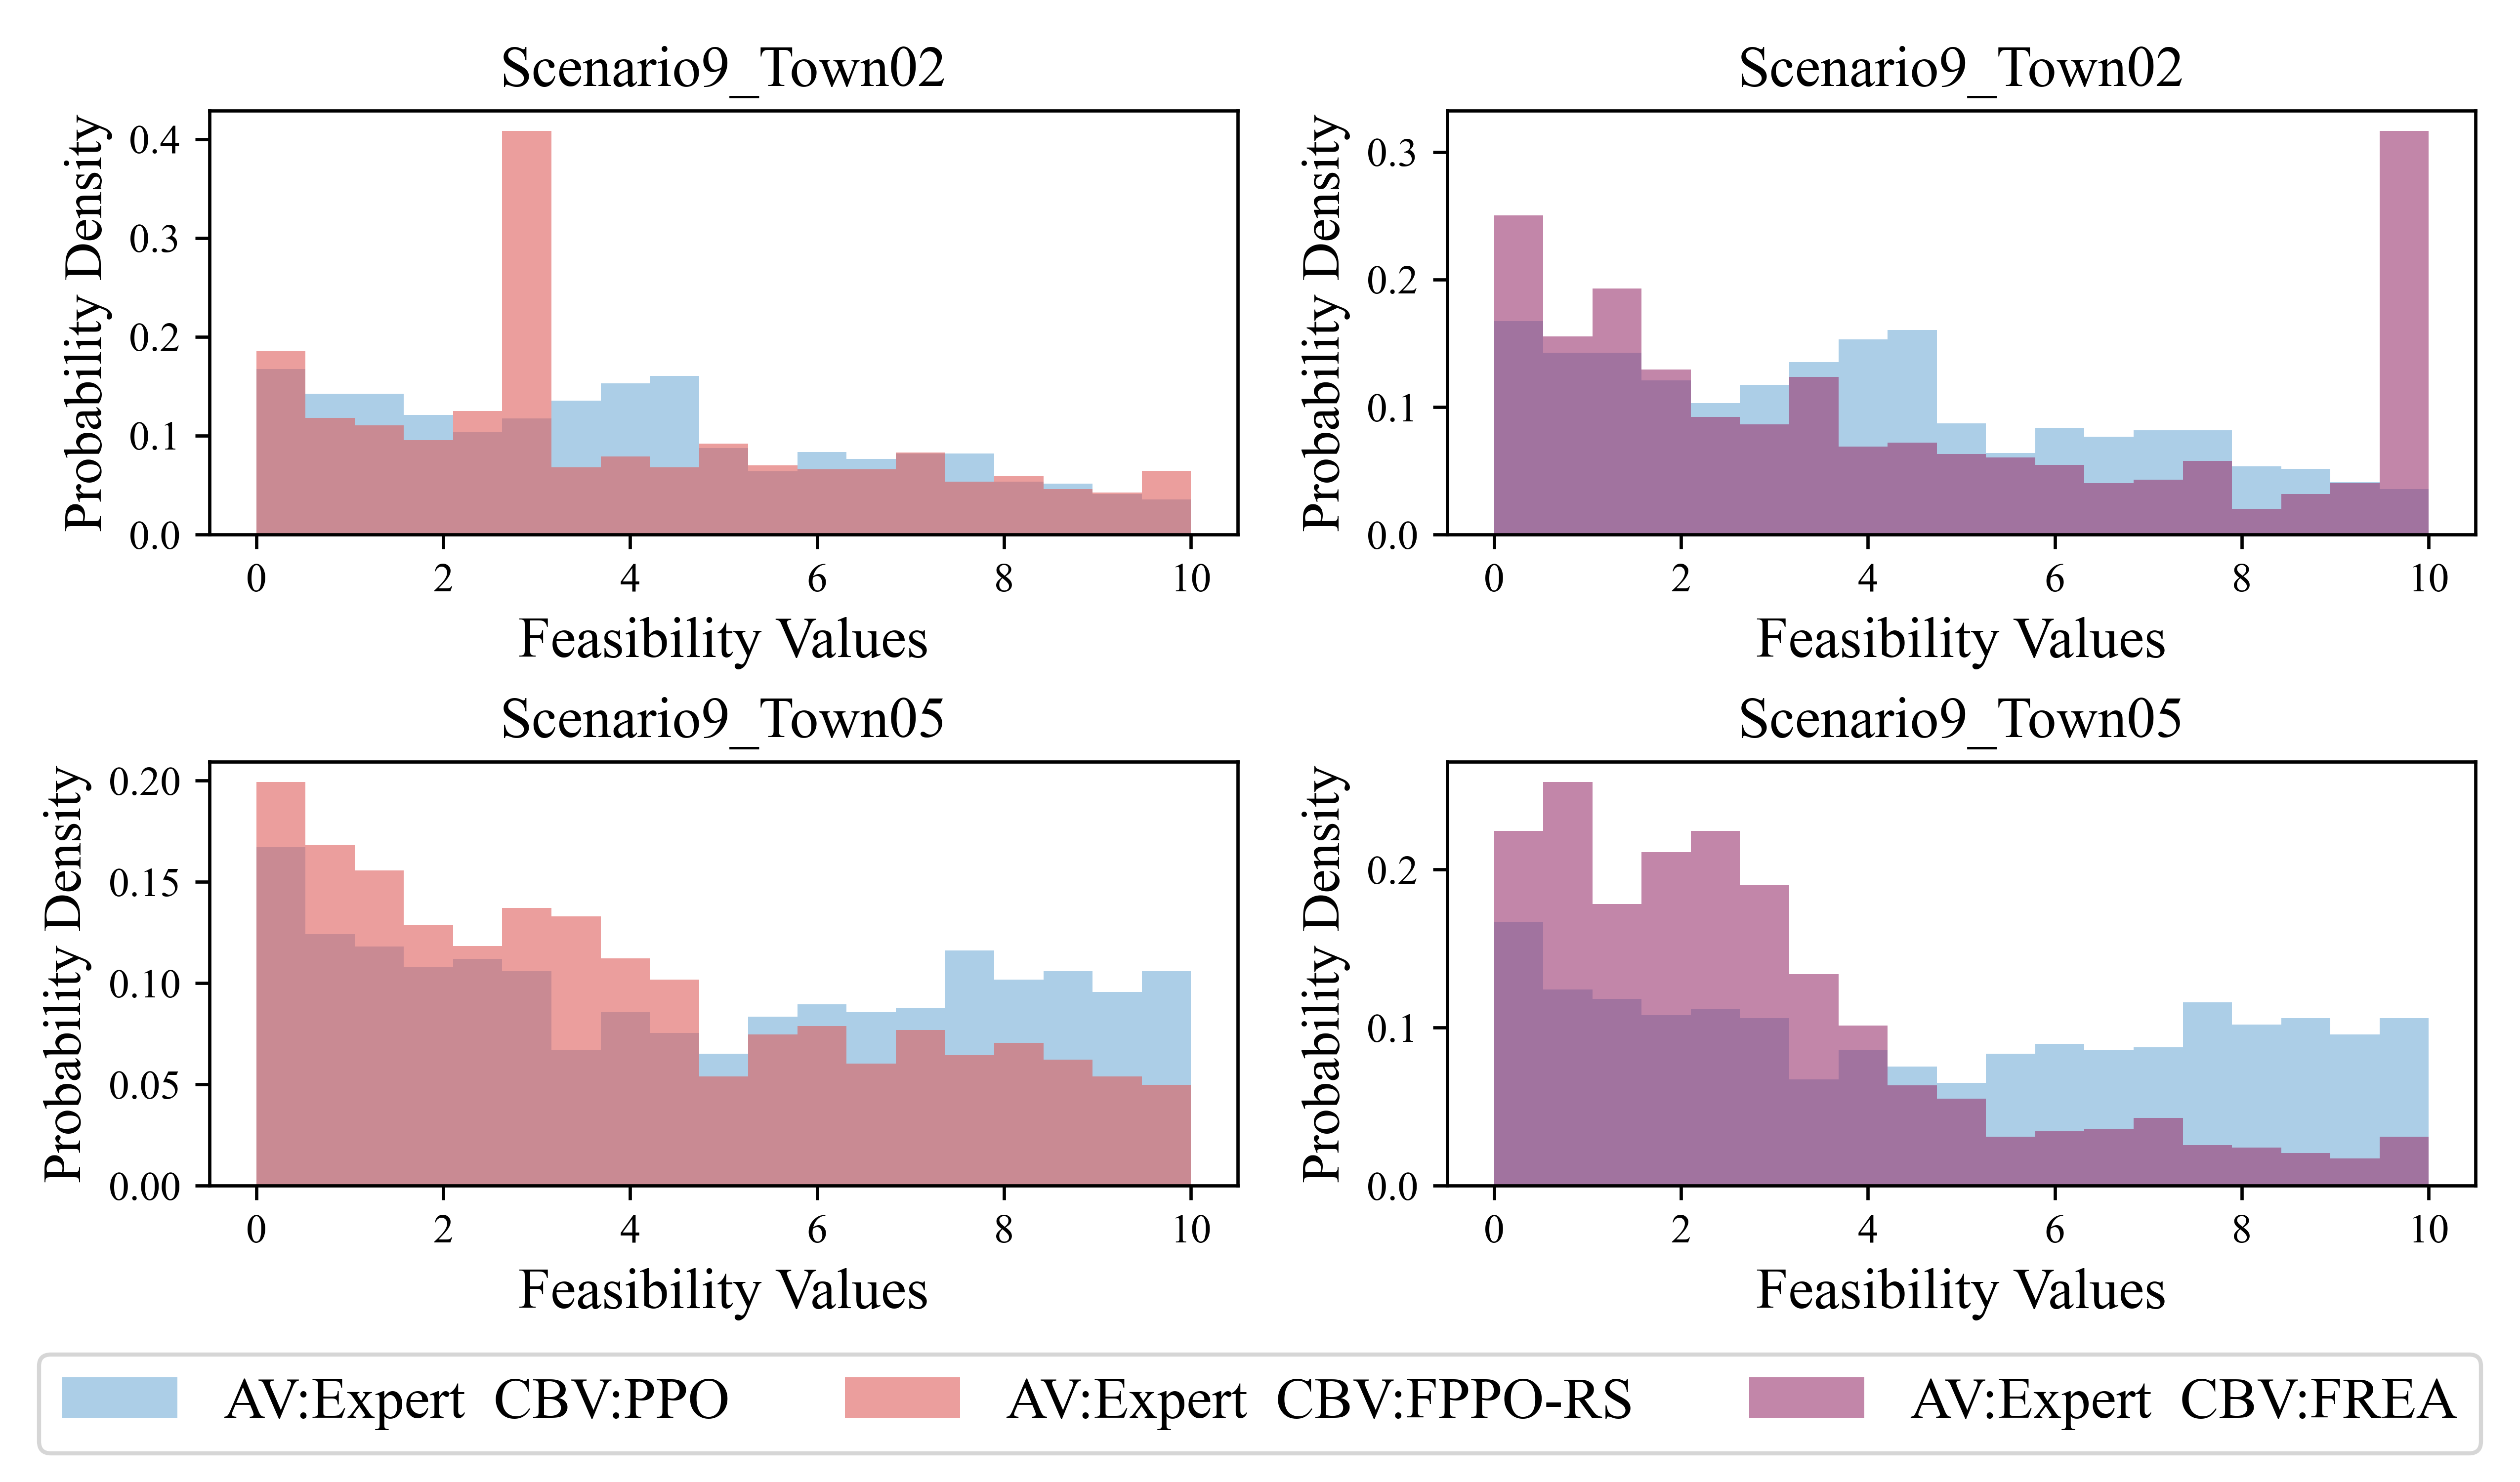 Scenario9_Town02
Probability Density
0.4
0.3
0.2
0.1
0.0
0 2 4 6 8 10
Feasibility Values
Scenario9_Town02
Probability Density
0.3
0.2
0.1
0.0
0 2 4 6 8 10
Feasibility Values
Scenario9_Town05
Probability Density
0.20
0.15
0.10
0.05
0.00
0 2 4 6 8 10
Feasibility Values
Scenario9_Town05
Probability Density
0.2
0.1
0.0
0 2 4 6 8 10
Feasibility Values
AV:Expert CBV:PPO
AV:Expert CBV:FPPO-RS
AV:Expert CBV:FREA